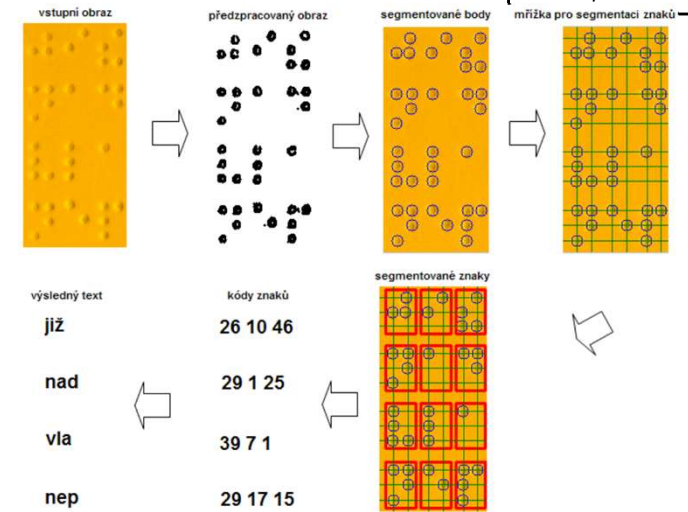 vstupní obraz
předzpracovaný obraz
segmentované body
mřížka pro segmentaci znaků
segmentované znaky
výsledný text
kódy znaků
již
26 10 46
nad
29 1 25
vla
39 7 1
nep
29 17 15